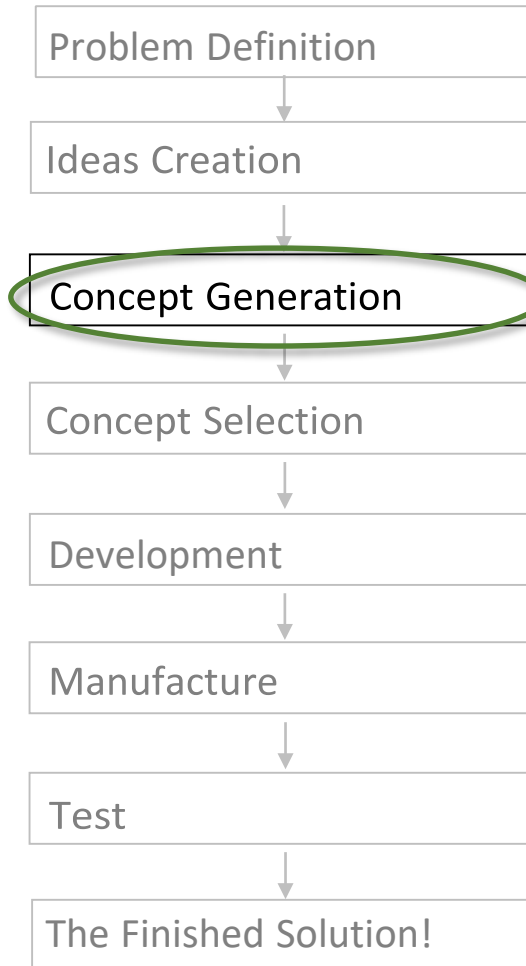 Problem Definition
Ideas Creation
Concept Generation
Concept Selection
Development
Manufacture
Test
The Finished Solution!